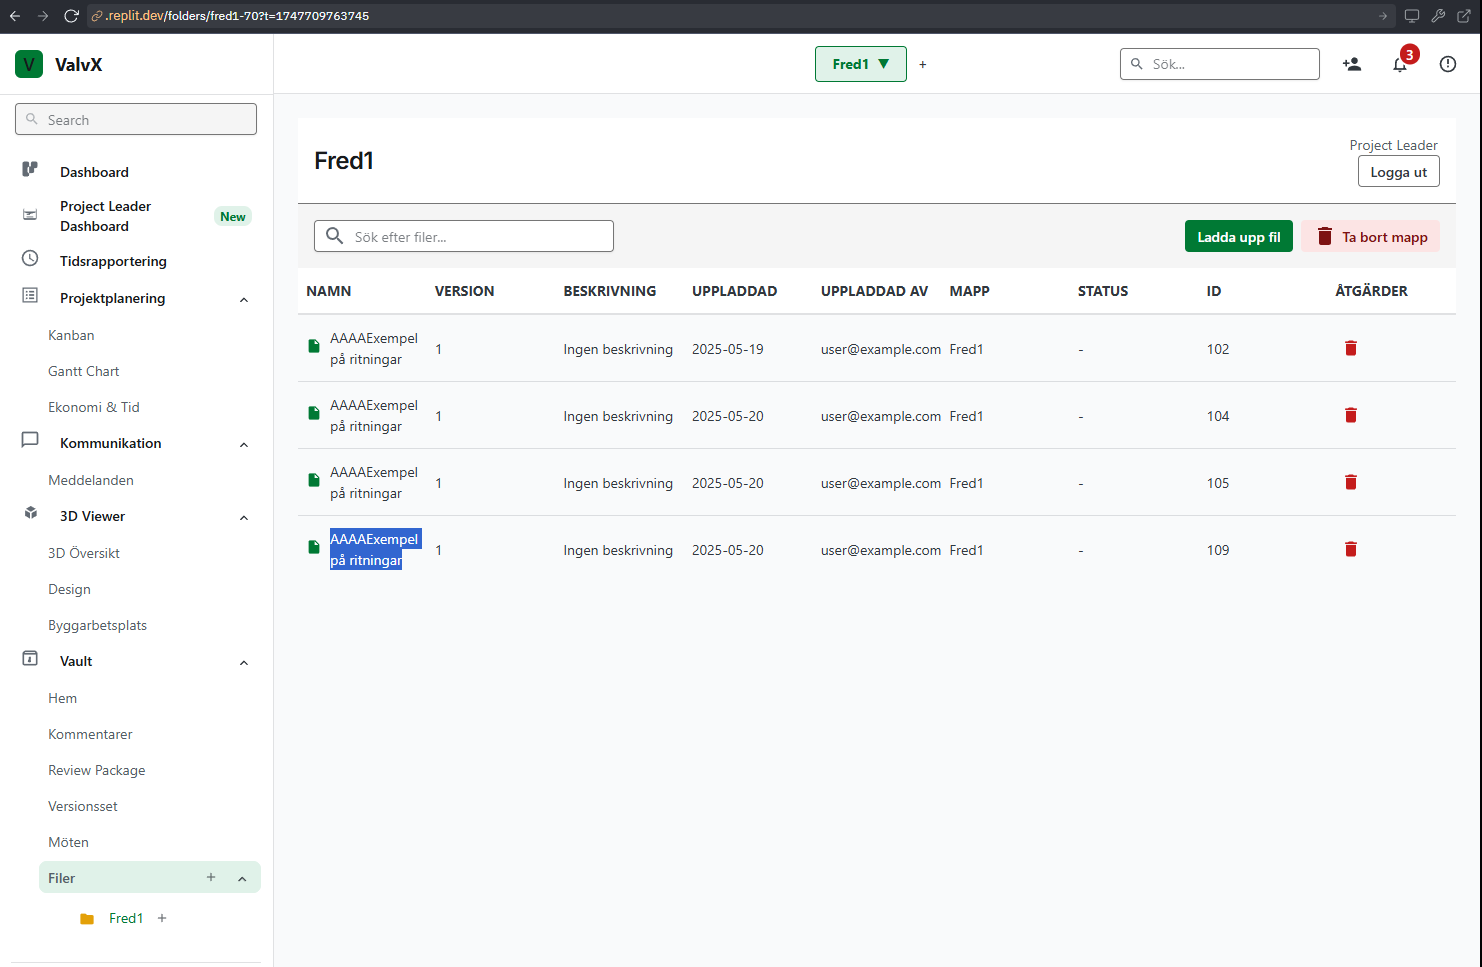 .replit.dev/folders/fred1-70?t=1747709763745
V ValvX
Fred1 ▼ +
Sök...
3
Search
Dashboard
Project Leader
Dashboard
New
Tidsrapportering
Projektplanering
Kanban
Gantt Chart
Ekonomi & Tid
Kommunikation
Meddelanden
3D Viewer
3D Översikt
Design
Byggarbetsplats
Vault
Hem
Kommentarer
Review Package
Versionsset
Möten
Filer +
Fred1 +
Fred1
Project Leader
Logga ut
Sök efter filer...
Ladda upp fil
Ta bort mapp
NAMN VERSION BESKRIVNING UPPLADDAD UPPLADDAD AV MAPP STATUS ID ÅTGÄRDER
AAAAExempel
på ritningar
1 Ingen beskrivning 2025-05-19 user@example.com Fred1 - 102
AAAAExempel
på ritningar
1 Ingen beskrivning 2025-05-20 user@example.com Fred1 - 104
AAAAExempel
på ritningar
1 Ingen beskrivning 2025-05-20 user@example.com Fred1 - 105
AAAAExempel
på ritningar
1 Ingen beskrivning 2025-05-20 user@example.com Fred1 - 109